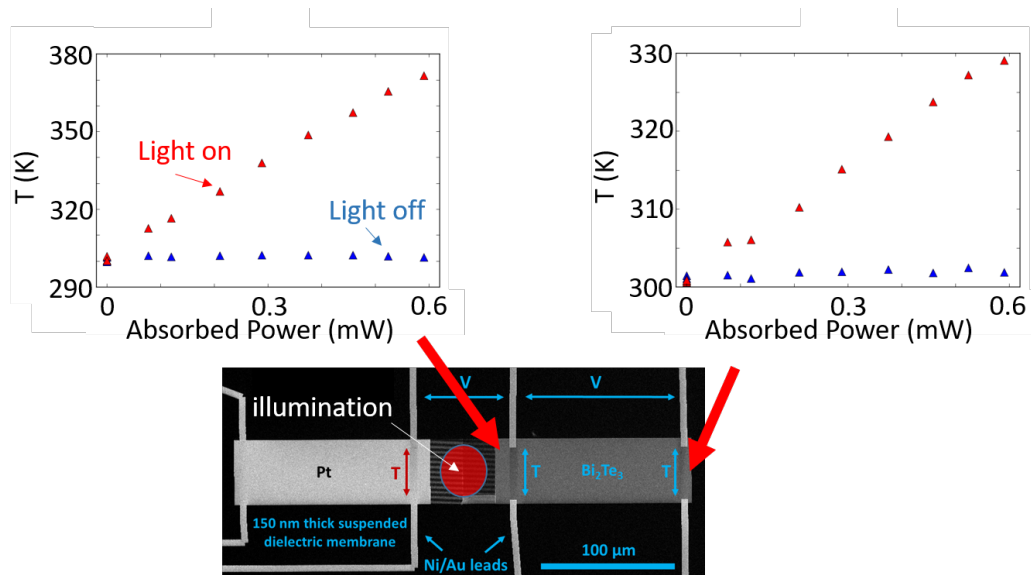 380
350
320
290
T (K)
Light on
Light off
0
0.3
0.6
Absorbed Power (mW)
330
320
310
300
T (K)
0
0.3
0.6
Absorbed Power (mW)
V
V
illumination
Pt
T
T
Bi₂Te₃
T
150 nm thick suspended
dielectric membrane
Ni/Au leads
100 µm